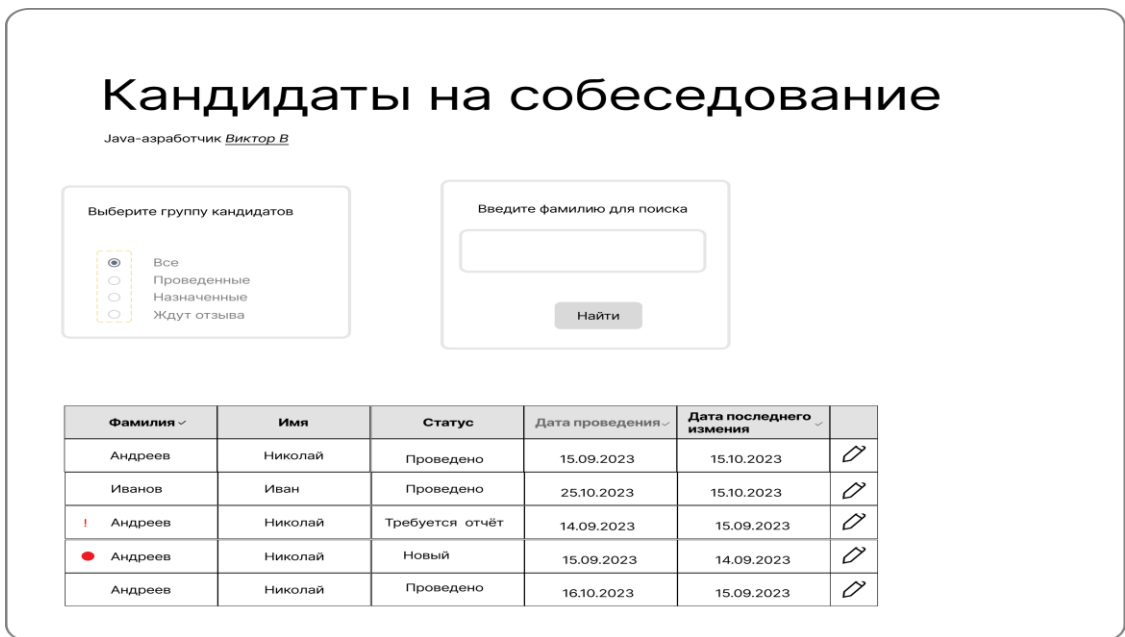 Кандидаты на собеседование
Java-азработчик Виктор В
Выберите группу кандидатов
Все
Проведенные
Назначенные
Ждут отзыва
Введите фамилию для поиска
Найти
Фамилия Имя Статус Дата проведения Дата последнего
измения
Андреев Николай Проведено 15.09.2023 15.10.2023
Иванов Иван Проведено 25.10.2023 15.10.2023
! Андреев Николай Требуется отчёт 14.09.2023 15.09.2023
Андреев Николай Новый 15.09.2023 14.09.2023
Андреев Николай Проведено 16.10.2023 15.09.2023